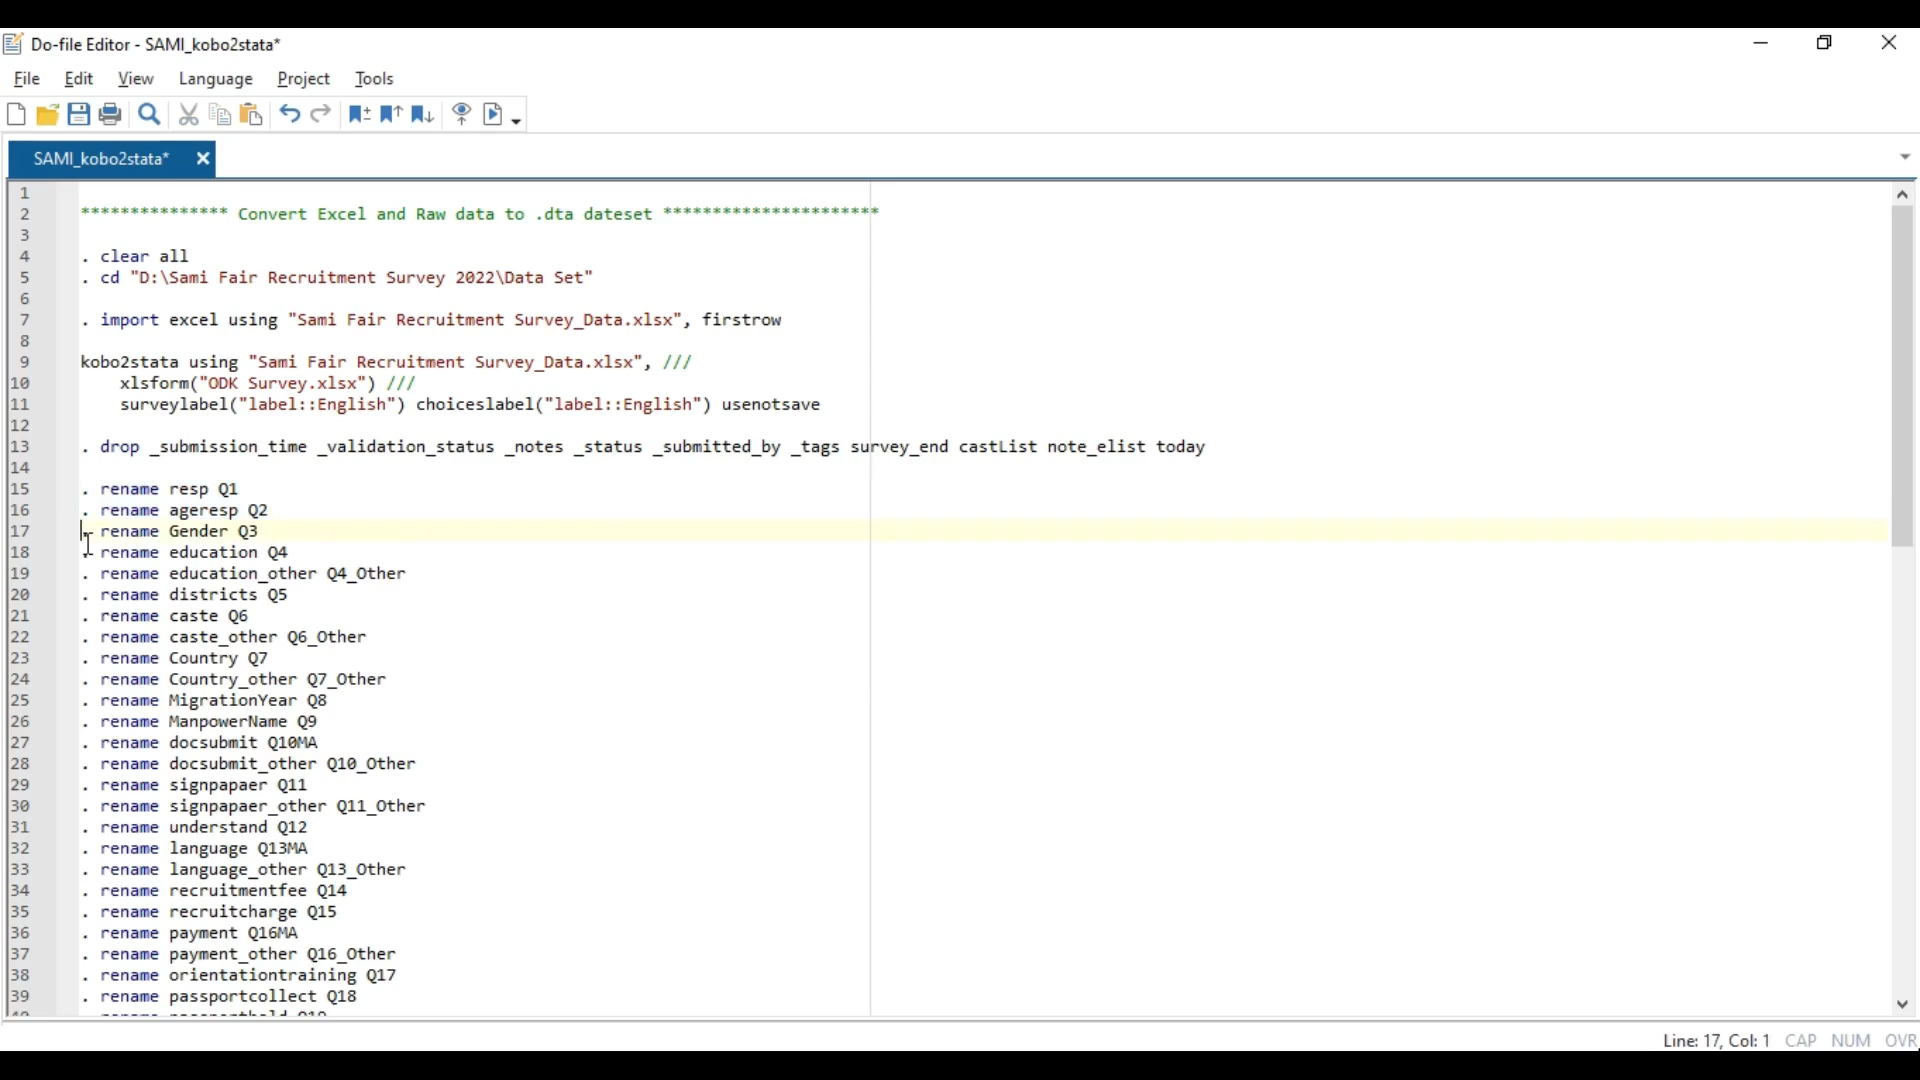 Do-file Editor - SAMI_kobo2stata*
File Edit View Language Project Tools
SAMI_kobo2stata*
1
2 *************** Convert Excel and Raw data to .dta dateset **********************
3
4 . clear all
5 . cd "D:\Sami Fair Recruitment Survey 2022\Data Set"
6
7 . import excel using "Sami Fair Recruitment Survey_Data.xlsx", firstrow
8
9 kobo2stata using "Sami Fair Recruitment Survey_Data.xlsx", ///
10 xlsform("ODK Survey.xlsx") ///
11 surveylabel("label::English") choiceslabel("label::English") usenotsave
12
13 . drop _submission_time _validation_status _notes _status _submitted_by _tags survey_end castList note_elist today
14
15 . rename resp Q1
16 . rename ageresp Q2
17 . rename Gender Q3
18 . rename education Q4
19 . rename education_other Q4_Other
20 . rename districts Q5
21 . rename caste Q6
22 . rename caste_other Q6_Other
23 . rename Country Q7
24 . rename Country_other Q7_Other
25 . rename MigrationYear Q8
26 . rename ManpowerName Q9
27 . rename docsubmit Q10MA
28 . rename docsubmit_other Q10_Other
29 . rename signpapaer Q11
30 . rename signpapaer_other Q11_Other
31 . rename understand Q12
32 . rename language Q13MA
33 . rename language_other Q13_Other
34 . rename recruitmentfee Q14
35 . rename recruitcharge Q15
36 . rename payment Q16MA
37 . rename payment_other Q16_Other
38 . rename orientationtraining Q17
39 . rename passportcollect Q18
Line: 17, Col: 1 CAP NUM OVR